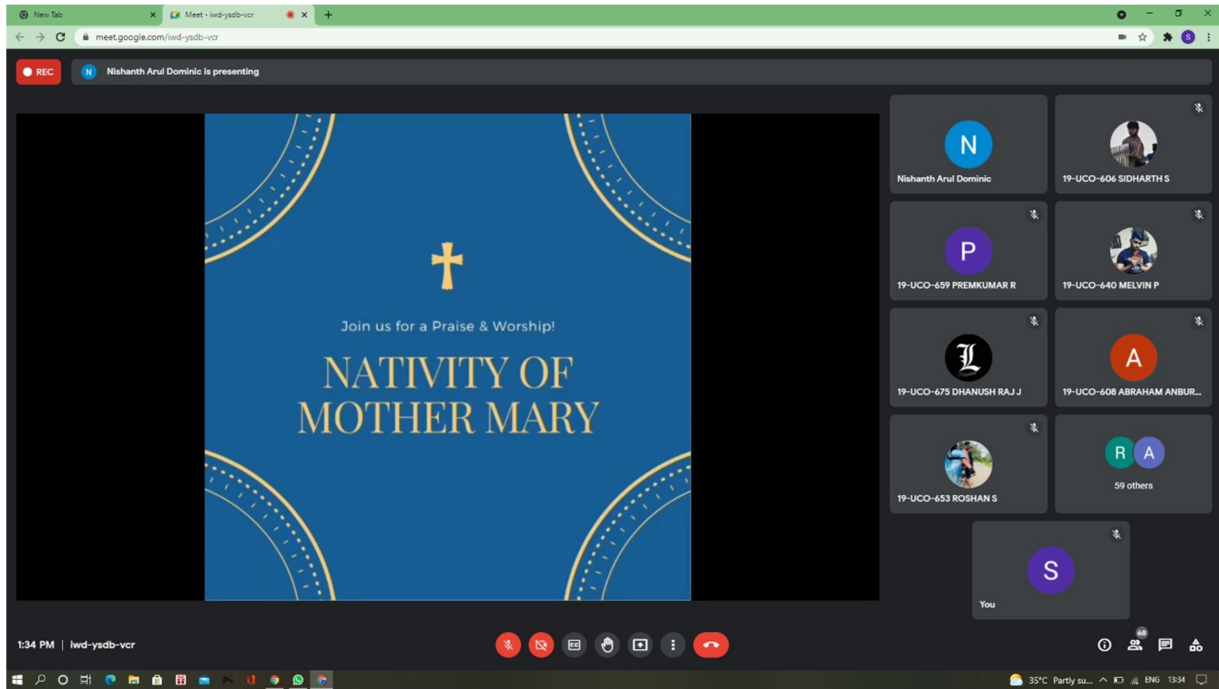 New Tab
Meet - iwd-ysdb-vcr
meet.google.com/iwd-ysdb-vcr
S
REC
N
Nishanth Arul Dominic is presenting
Join us for a Praise & Worship!
NATIVITY OF
MOTHER MARY
N
Nishanth Arul Dominic
19-UCO-606 SIDHARTH S
P
19-UCO-659 PREMKUMAR R
19-UCO-640 MELVIN P
L
19-UCO-675 DHANUSH RAJ J
A
19-UCO-608 ABRAHAM ANBUR...
19-UCO-653 ROSHAN S
R A
59 others
S
You
1:34 PM | iwd-ysdb-vcr
CC
68
35°C Partly su...
ENG
13:34